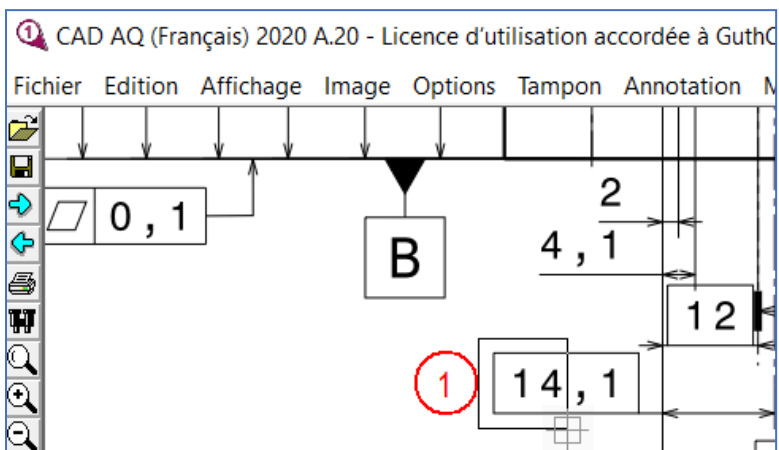 CAD AQ (Français) 2020 A.20 - Licence d'utilisation accordée à Guth
Fichier Edition Affichage Image Options Tampon Annotation
0,1
B
2
4,1
12
1
14,1